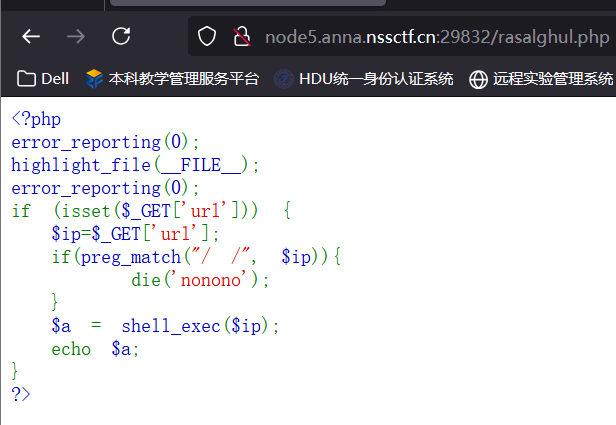 node5.anna.nssctf.cn:29832/rasalghul.php
Dell 本科教学管理服务平台 HDU统一身份认证系统 远程实验管理系统
<?php
error_reporting(0);
highlight_file(__FILE__);
error_reporting(0);
if (isset($_GET['url'])) {
    $ip=$_GET['url'];
    if(preg_match("/ /", $ip)){
            die('nonono');
    }
    $a = shell_exec($ip);
    echo $a;
}
?>